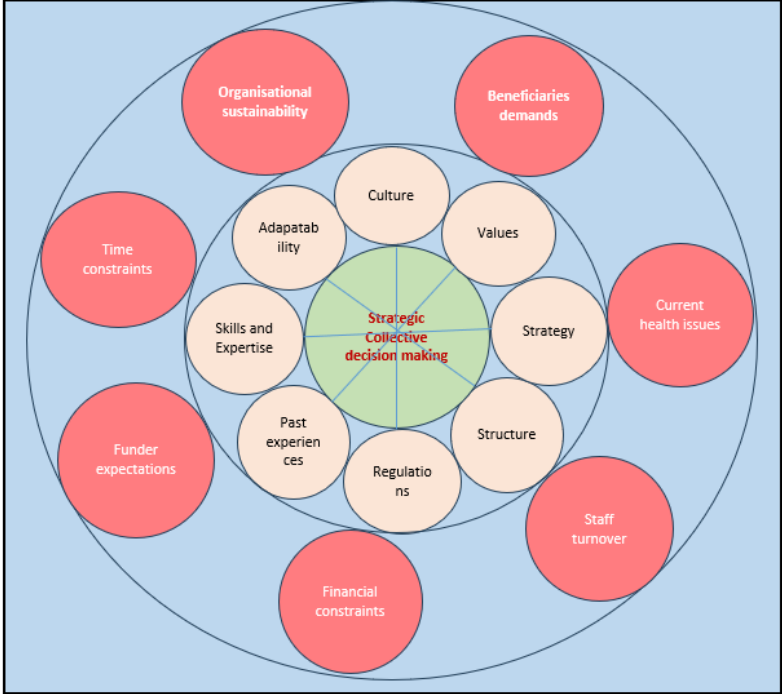 Organisational
sustainability
Beneficiaries
demands
Culture
Adapatab
ility
Values
Time
constraints
Current
health issues
Strategic
Collective
decision making
Skills and
Expertise
Strategy
Past
experien
ces
Structure
Funder
expectations
Regulatio
ns
Staff
turnover
Financial
constraints